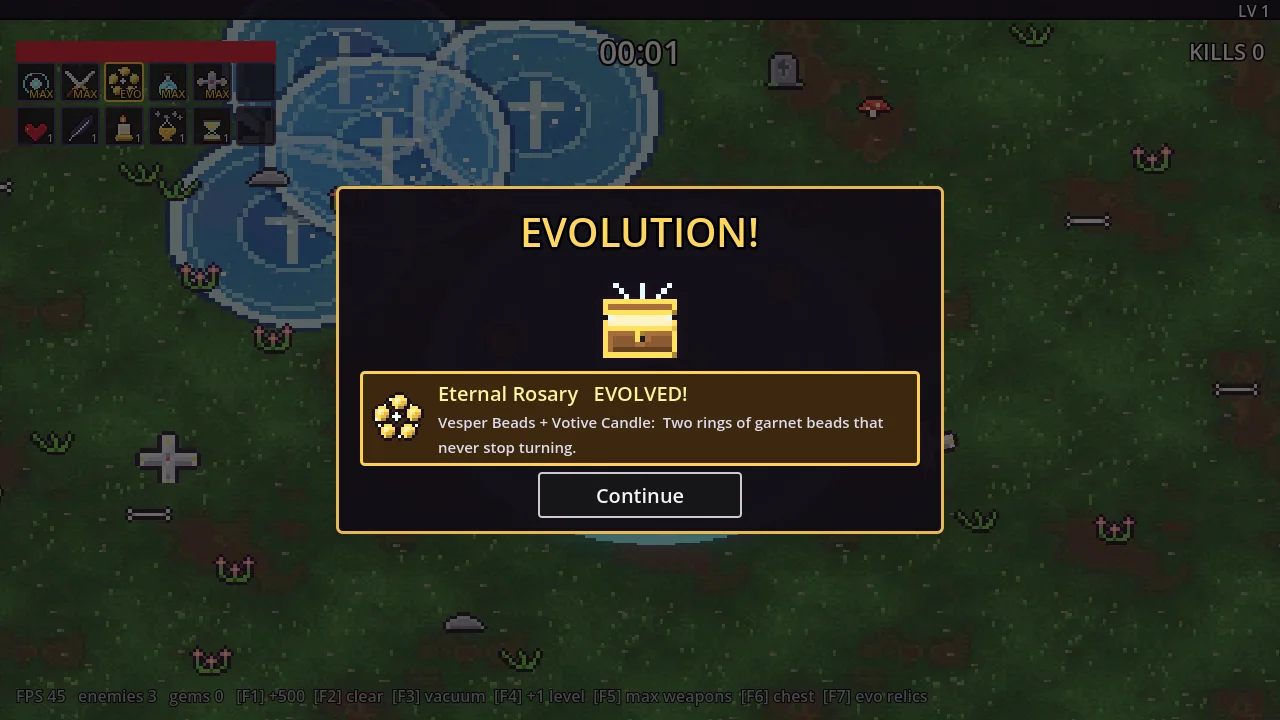 LV 1
00:01
KILLS 0
MAX MAX EVO MAX MAX
1 1 1 1 1
EVOLUTION!
Eternal Rosary EVOLVED!
Vesper Beads + Votive Candle: Two rings of garnet beads that
never stop turning.
Continue
FPS 45 enemies 3 gems 0 [F1] +500 [F2] clear [F3] vacuum [F4] +1 level [F5] max weapons [F6] chest [F7] evo relics